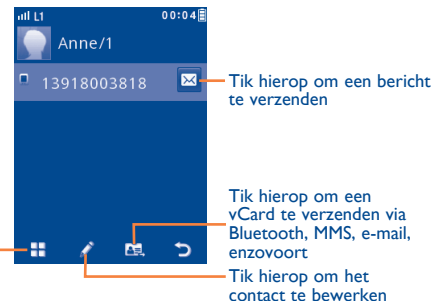 L1 00:04
Anne/1
13918003818
Tik hierop om een bericht
te verzenden
Tik hierop om een
vCard te verzenden via
Bluetooth, MMS, e-mail,
enzovoort
Tik hierop om het
contact te bewerken